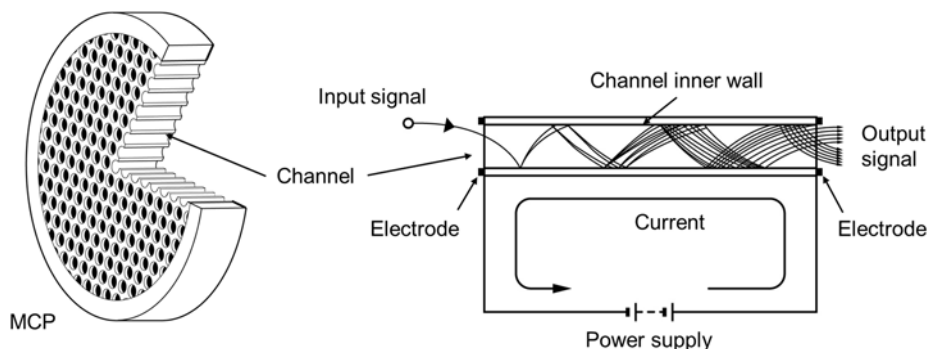 Channel inner wall
Input signal
Output
signal
Channel
Electrode
Current
Electrode
MCP
Power supply